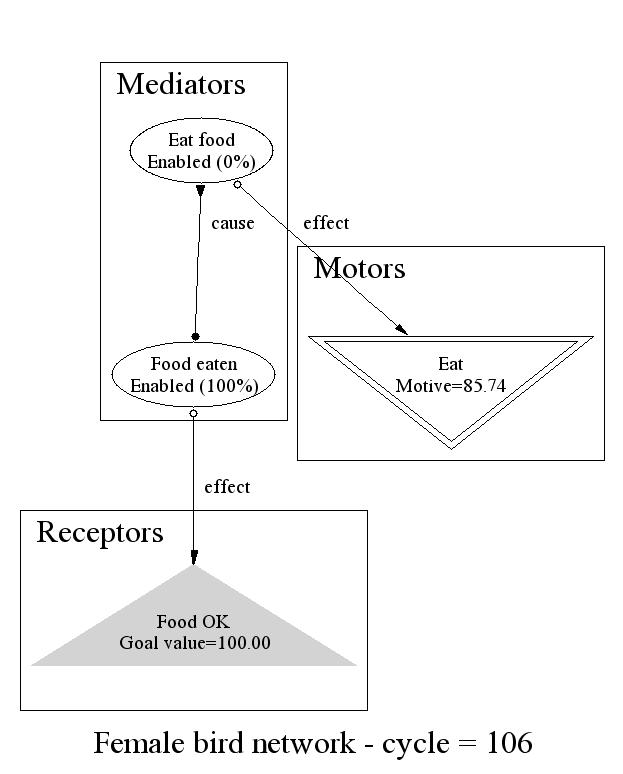 Mediators
Eat food
Enabled (0%)
cause
effect
Motors
Food eaten
Enabled (100%)
Eat
Motive=85.74
effect
Receptors
Food OK
Goal value=100.00
Female bird network - cycle = 106